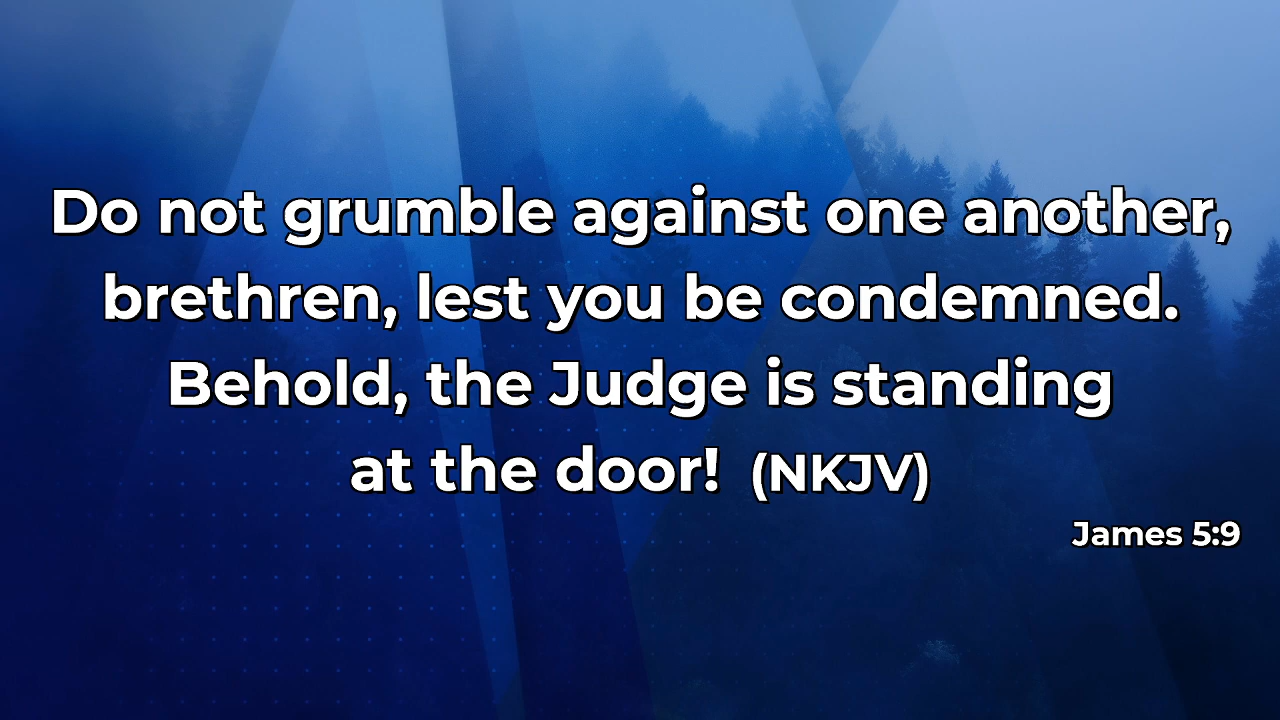 Do not grumble against one another,
brethren, lest you be condemned.
Behold, the Judge is standing
at the door! (NKJV)
James 5:9